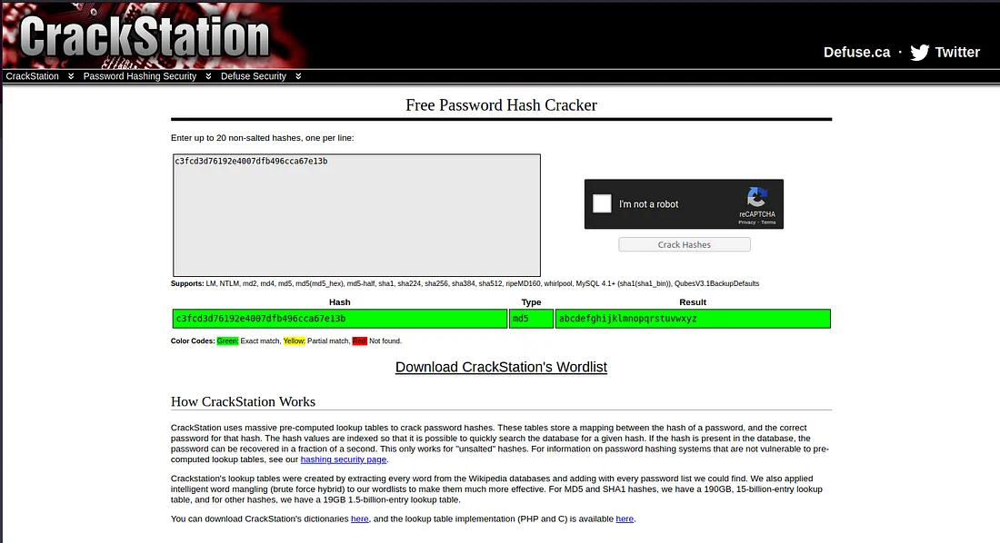 CrackStation
Defuse.ca · Twitter
CrackStation Password Hashing Security Defuse Security
Free Password Hash Cracker
Enter up to 20 non-salted hashes, one per line:
c3fcd3d76192e4007dfb496cca67e13b
I'm not a robot
reCAPTCHA
Privacy - Terms
Crack Hashes
Supports: LM, NTLM, md2, md4, md5, md5(md5_hex), md5-half, sha1, sha224, sha256, sha384, sha512, ripeMD160, whirlpool, MySQL 4.1+ (sha1(sha1_bin)), QubesV3.1BackupDefaults
Hash Type Result
c3fcd3d76192e4007dfb496cca67e13b md5 abcdefghijklmnopqrstuvwxyz
Color Codes: Green: Exact match, Yellow: Partial match, Red: Not found.
Download CrackStation's Wordlist
How CrackStation Works
CrackStation uses massive pre-computed lookup tables to crack password hashes. These tables store a mapping between the hash of a password, and the correct
password for that hash. The hash values are indexed so that it is possible to quickly search the database for a given hash. If the hash is present in the database, the
password can be recovered in a fraction of a second. This only works for "unsalted" hashes. For information on password hashing systems that are not vulnerable to pre-
computed lookup tables, see our hashing security page.
Crackstation's lookup tables were created by extracting every word from the Wikipedia databases and adding with every password list we could find. We also applied
intelligent word mangling (brute force hybrid) to our wordlists to make them much more effective. For MD5 and SHA1 hashes, we have a 190GB, 15-billion-entry lookup
table, and for other hashes, we have a 19GB 1.5-billion-entry lookup table.
You can download CrackStation's dictionaries here, and the lookup table implementation (PHP and C) is available here.